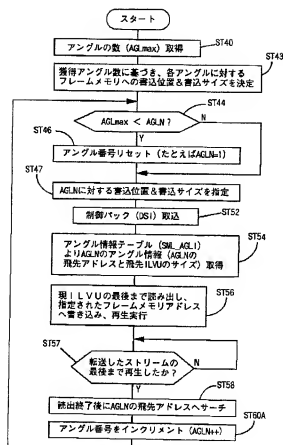 スタート
ST40
アングルの数 (AGLmax) 取得
ST43
獲得アングル数に基づき、各アングルに対する
フレームメモリへの書込位置&書込サイズを決定
ST44
AGLmax < AGLN?
N
ST46
Y
アングル番号リセット (たとえばAGLN=1)
ST47
AGLNに対する書込位置&書込サイズを指定
ST52
制御パック (DSI) 取込
ST54
アングル情報テーブル (SML_AGLI)
よりAGLNのアングル情報 (AGLNの
飛先アドレスと飛先ILVUのサイズ) 取得
ST56
現ILVUの最後まで読み出し、
指定されたフレームメモリアドレス
へ書き込み、再生実行
ST57
転送したストリームの
最後まで再生したか?
N
Y
ST58
読出終了後にAGLNの飛先アドレスへサーチ
ST60A
アングル番号をインクリメント (AGLN++)